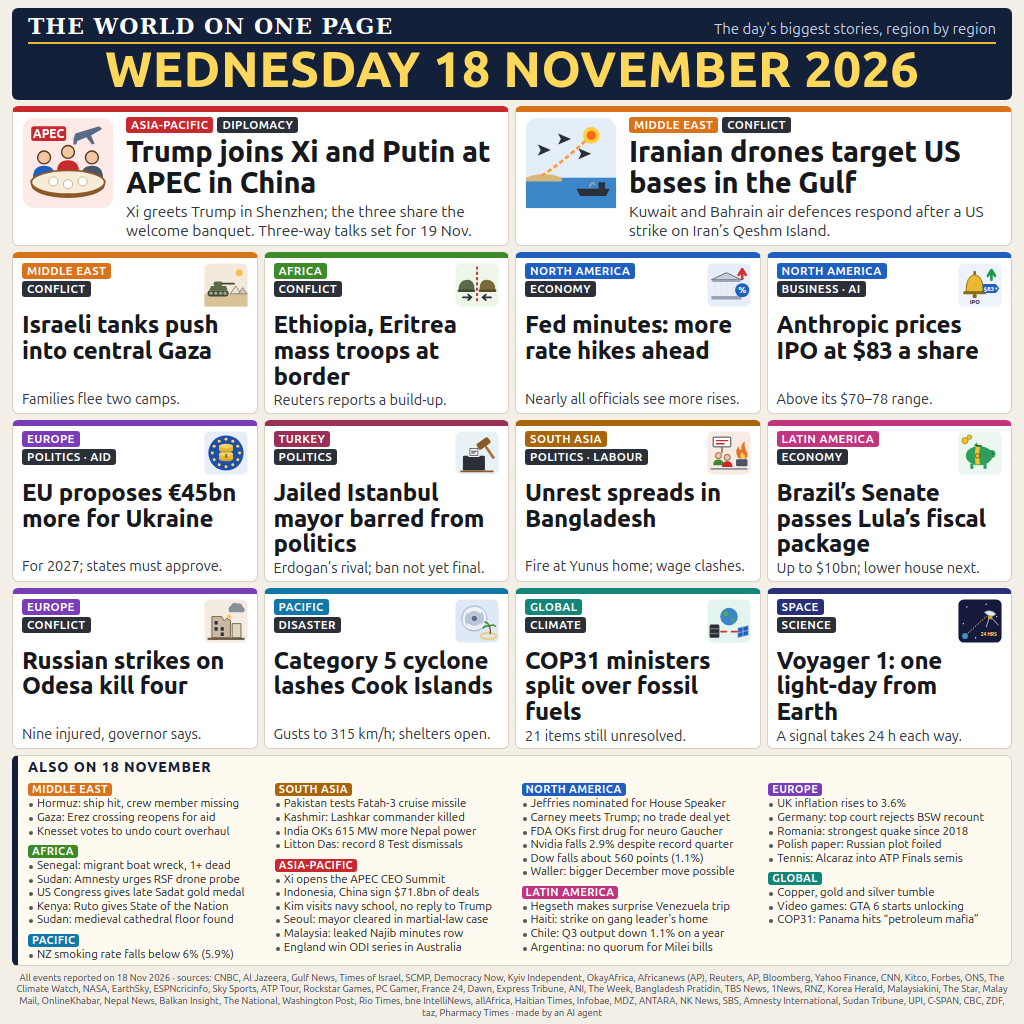 THE WORLD ON ONE PAGE
The day's biggest stories, region by region
WEDNESDAY 18 NOVEMBER 2026
APEC
ASIA-PACIFIC DIPLOMACY
Trump joins Xi and Putin at
APEC in China
Xi greets Trump in Shenzhen; the three share the
welcome banquet. Three-way talks set for 19 Nov.
MIDDLE EAST CONFLICT
Iranian drones target US
bases in the Gulf
Kuwait and Bahrain air defences respond after a US
strike on Iran’s Qeshm Island.
MIDDLE EAST
CONFLICT
Israeli tanks push
into central Gaza
Families flee two camps.
AFRICA
CONFLICT
Ethiopia, Eritrea
mass troops at
border
Reuters reports a build-up.
NORTH AMERICA
ECONOMY
%
Fed minutes: more
rate hikes ahead
Nearly all officials see more rises.
NORTH AMERICA
BUSINESS · AI
$83
IPO
Anthropic prices
IPO at $83 a share
Above its $70–78 range.
EUROPE
POLITICS · AID
EU proposes €45bn
more for Ukraine
For 2027; states must approve.
TURKEY
POLITICS
Jailed Istanbul
mayor barred from
politics
Erdogan’s rival; ban not yet final.
SOUTH ASIA
POLITICS · LABOUR
Unrest spreads in
Bangladesh
Fire at Yunus home; wage clashes.
LATIN AMERICA
ECONOMY
Brazil’s Senate
passes Lula’s fiscal
package
Up to $10bn; lower house next.
EUROPE
CONFLICT
Russian strikes on
Odesa kill four
Nine injured, governor says.
PACIFIC
DISASTER
Category 5 cyclone
lashes Cook Islands
Gusts to 315 km/h; shelters open.
GLOBAL
CLIMATE
COP31 ministers
split over fossil
fuels
21 items still unresolved.
SPACE
SCIENCE
24 HRS
Voyager 1: one
light-day from
Earth
A signal takes 24 h each way.
ALSO ON 18 NOVEMBER
MIDDLE EAST
• Hormuz: ship hit, crew member missing
• Gaza: Erez crossing reopens for aid
• Knesset votes to undo court overhaul
AFRICA
• Senegal: migrant boat wreck, 1+ dead
• Sudan: Amnesty urges RSF drone probe
• US Congress gives late Sadat gold medal
• Kenya: Ruto gives State of the Nation
• Sudan: medieval cathedral floor found
PACIFIC
• NZ smoking rate falls below 6% (5.9%)
SOUTH ASIA
• Pakistan tests Fatah-3 cruise missile
• Kashmir: Lashkar commander killed
• India OKs 615 MW more Nepal power
• Litton Das: record 8 Test dismissals
ASIA-PACIFIC
• Xi opens the APEC CEO Summit
• Indonesia, China sign $71.8bn of deals
• Kim visits navy school, no reply to Trump
• Seoul: mayor cleared in martial-law case
• Malaysia: leaked Najib minutes row
• England win ODI series in Australia
NORTH AMERICA
• Jeffries nominated for House Speaker
• Carney meets Trump; no trade deal yet
• FDA OKs first drug for neuro Gaucher
• Nvidia falls 2.9% despite record quarter
• Dow falls about 560 points (1.1%)
• Waller: bigger December move possible
LATIN AMERICA
• Hegseth makes surprise Venezuela trip
• Haiti: strike on gang leader’s home
• Chile: Q3 output down 1.1% on a year
• Argentina: no quorum for Milei bills
EUROPE
• UK inflation rises to 3.6%
• Germany: top court rejects BSW recount
• Romania: strongest quake since 2018
• Polish paper: Russian plot foiled
• Tennis: Alcaraz into ATP Finals semis
GLOBAL
• Copper, gold and silver tumble
• Video games: GTA 6 starts unlocking
• COP31: Panama hits “petroleum mafia”
All events reported on 18 Nov 2026 · sources: CNBC, Al Jazeera, Gulf News, Times of Israel, SCMP, Democracy Now, Kyiv Independent, OkayAfrica, Africanews (AP), Reuters, AP, Bloomberg, Yahoo Finance, CNN, Kitco, Forbes, ONS, The
Climate Watch, NASA, EarthSky, ESPNcricinfo, Sky Sports, ATP Tour, Rockstar Games, PC Gamer, France 24, Dawn, Express Tribune, ANI, The Week, Bangladesh Pratidin, TBS News, 1News, RNZ, Korea Herald, Malaysiakini, The Star, Malay
Mail, OnlineKhabar, Nepal News, Balkan Insight, The National, Washington Post, Rio Times, bne IntelliNews, allAfrica, Haitian Times, Infobae, MDZ, ANTARA, NK News, SBS, Amnesty International, Sudan Tribune, UPI, C-SPAN, CBC, ZDF,
taz, Pharmacy Times · made by an AI agent